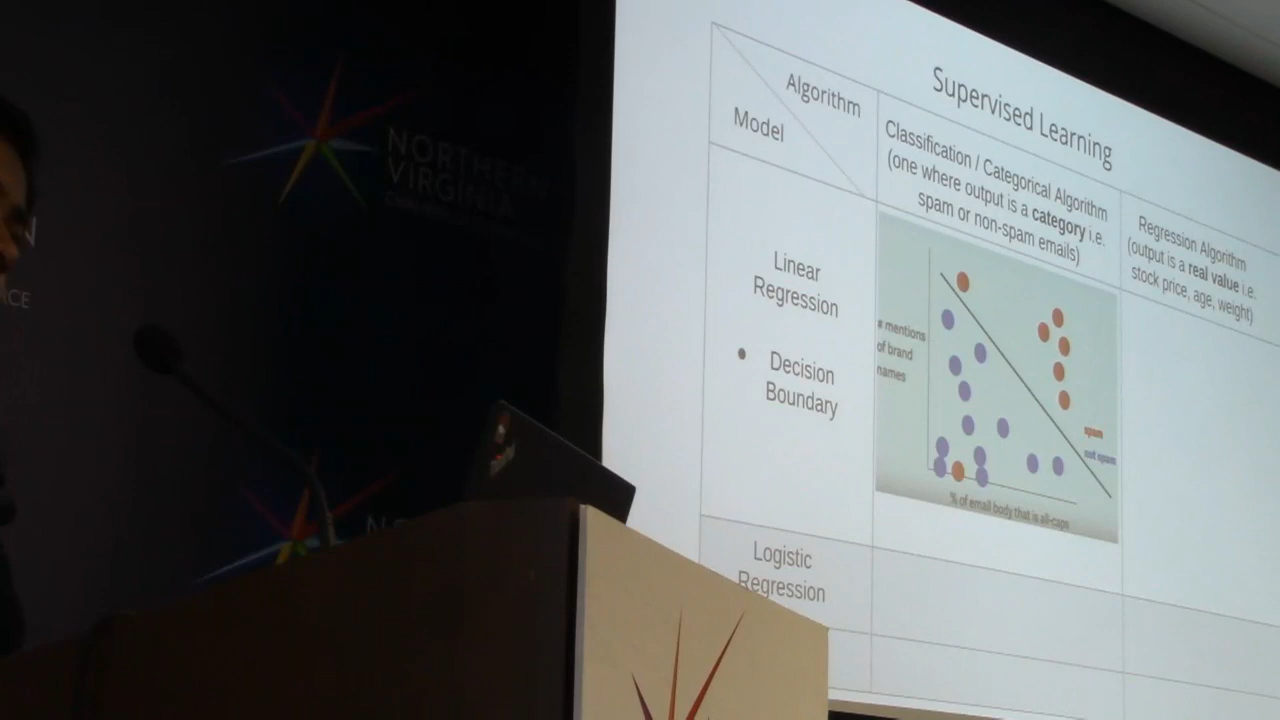 Supervised Learning
Algorithm
Model
Classification / Categorical Algorithm
(one where output is a category i.e.
spam or non-spam emails)
Regression Algorithm
(output is a real value i.e.
stock price, age, weight)
Linear
Regression
• Decision
Boundary
# mentions
of brand
names
spam
not spam
% of email body that is all-caps
Logistic
Regression
NORTHERN
VIRGINIA
N
ICE
N